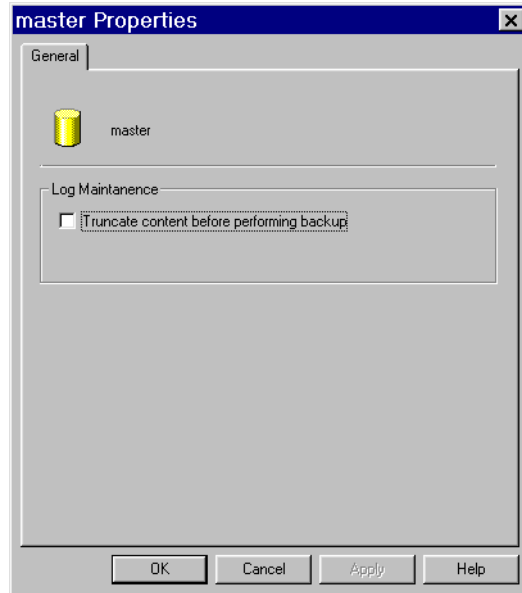 master Properties
General
master
Log Maintanence
Truncate content before performing backup
OK Cancel Apply Help